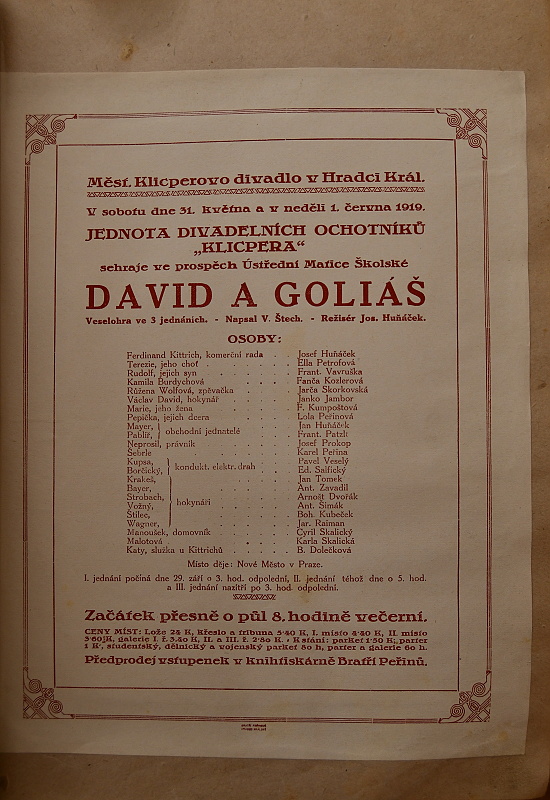 Měst. Klicperovo divadlo v Hradci Král.
V sobotu dne 31. května a v neděli 1. června 1919.
JEDNOTA DIVADELNÍCH OCHOTNÍKŮ
„KLICPERA“
sehraje ve prospěch Ústřední Matice Školské
DAVID A GOLIÁŠ
Veselohra ve 3 jednáních. - Napsal V. Štech. - Režisér Jos. Huňáček.
OSOBY:
Ferdinand Kittrich, komerční rada . Josef Huňáček
Terezie, jeho choť . . . . . Ella Petrofová
Rudolf, jejich syn . . . . . Frant. Vavruška
Kamila Burdychová . . . . Fanča Kozlerová
Růžena Wolfová, zpěvačka . . . Jarča Skorkovská
Václav David, hokynář . . . . Janko Jambor
Marie, jeho žena . . . . . F. Kumpoštová
Pepička, jejich dcera . . . . Lola Peřinová
Mayer, } obchodní jednatelé . . . Jan Huňáček
Pablíř, Frant. Patzlt
Neprosil, právník . . . . . Josef Prokop
Šebrle . . . . . . Karel Peřina
Kupsa, } kondukt. elektr. drah . . Pavel Veselý
Borčický, Ed. Salfický
Krakeš, } hokynáři . . . . Jan Tomek
Bayer, Ant. Zavadil
Strobach, Arnošt Dvořák
Vožný, Ant. Šimák
Štilec, Boh. Kubeček
Wagner, Jar. Raiman
Manoušek, domovník . . . . Cyril Skalický
Malotová . . . . . . Karla Skalická
Katy, služka u Kittrichů . . . . B. Dolečková
Místo děje: Nové Město v Praze.
I. jednání počíná dne 29. září o 3. hod. odpolední, II. jednání téhož dne o 5. hod.
a III. jednání nazítří po 3. hod. odpolední.
Začátek přesně o půl 8. hodině večerní.
CENY MÍST: Lože 24 K, křeslo a tribuna 5·40 K, I. místo 4·40 K, II. místo
3·60 K, galerie I. ř. 3.40 K, II. a III. ř. 2·80 K. - K stání: parket 1·50 K, parter
1 K, studentský, dělnický a vojenský parket 80 h, parter a galerie 60 h.
Předprodej vstupenek v knihtiskárně Bratří Peřinů.